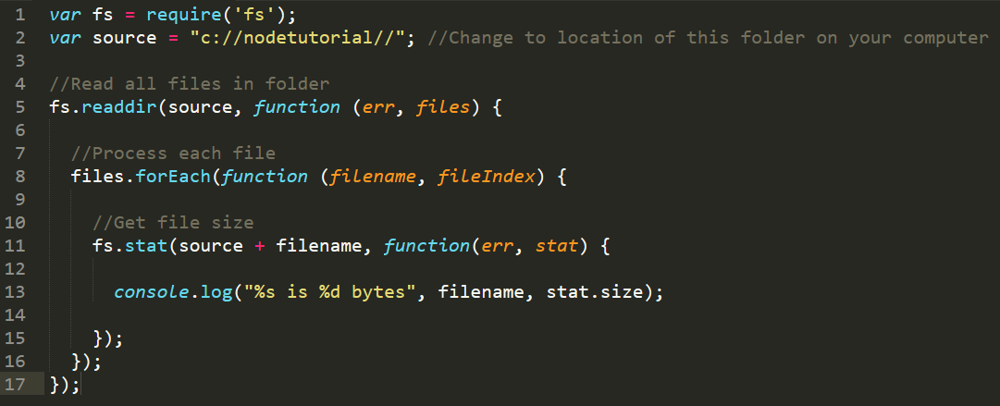 1 var fs = require('fs');
2 var source = "c://nodetutorial//"; //Change to location of this folder on your computer
3
4 //Read all files in folder
5 fs.readdir(source, function (err, files) {
6
7   //Process each file
8   files.forEach(function (filename, fileIndex) {
9
10     //Get file size
11     fs.stat(source + filename, function(err, stat) {
12
13       console.log("%s is %d bytes", filename, stat.size);
14
15     });
16   });
17 });